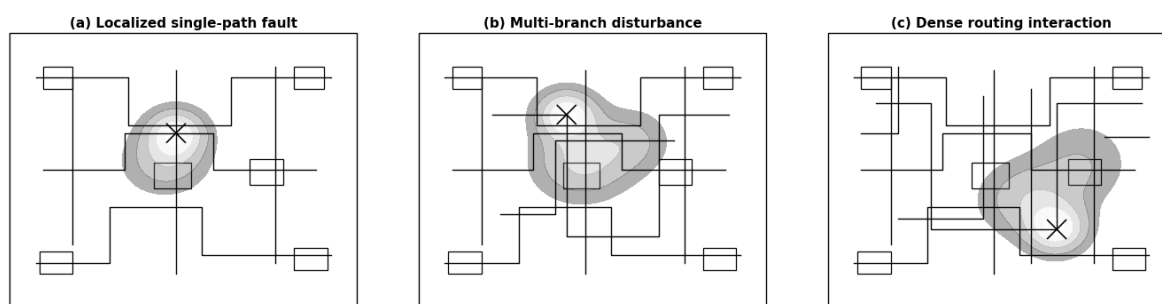 (a) Localized single-path fault
(b) Multi-branch disturbance
(c) Dense routing interaction